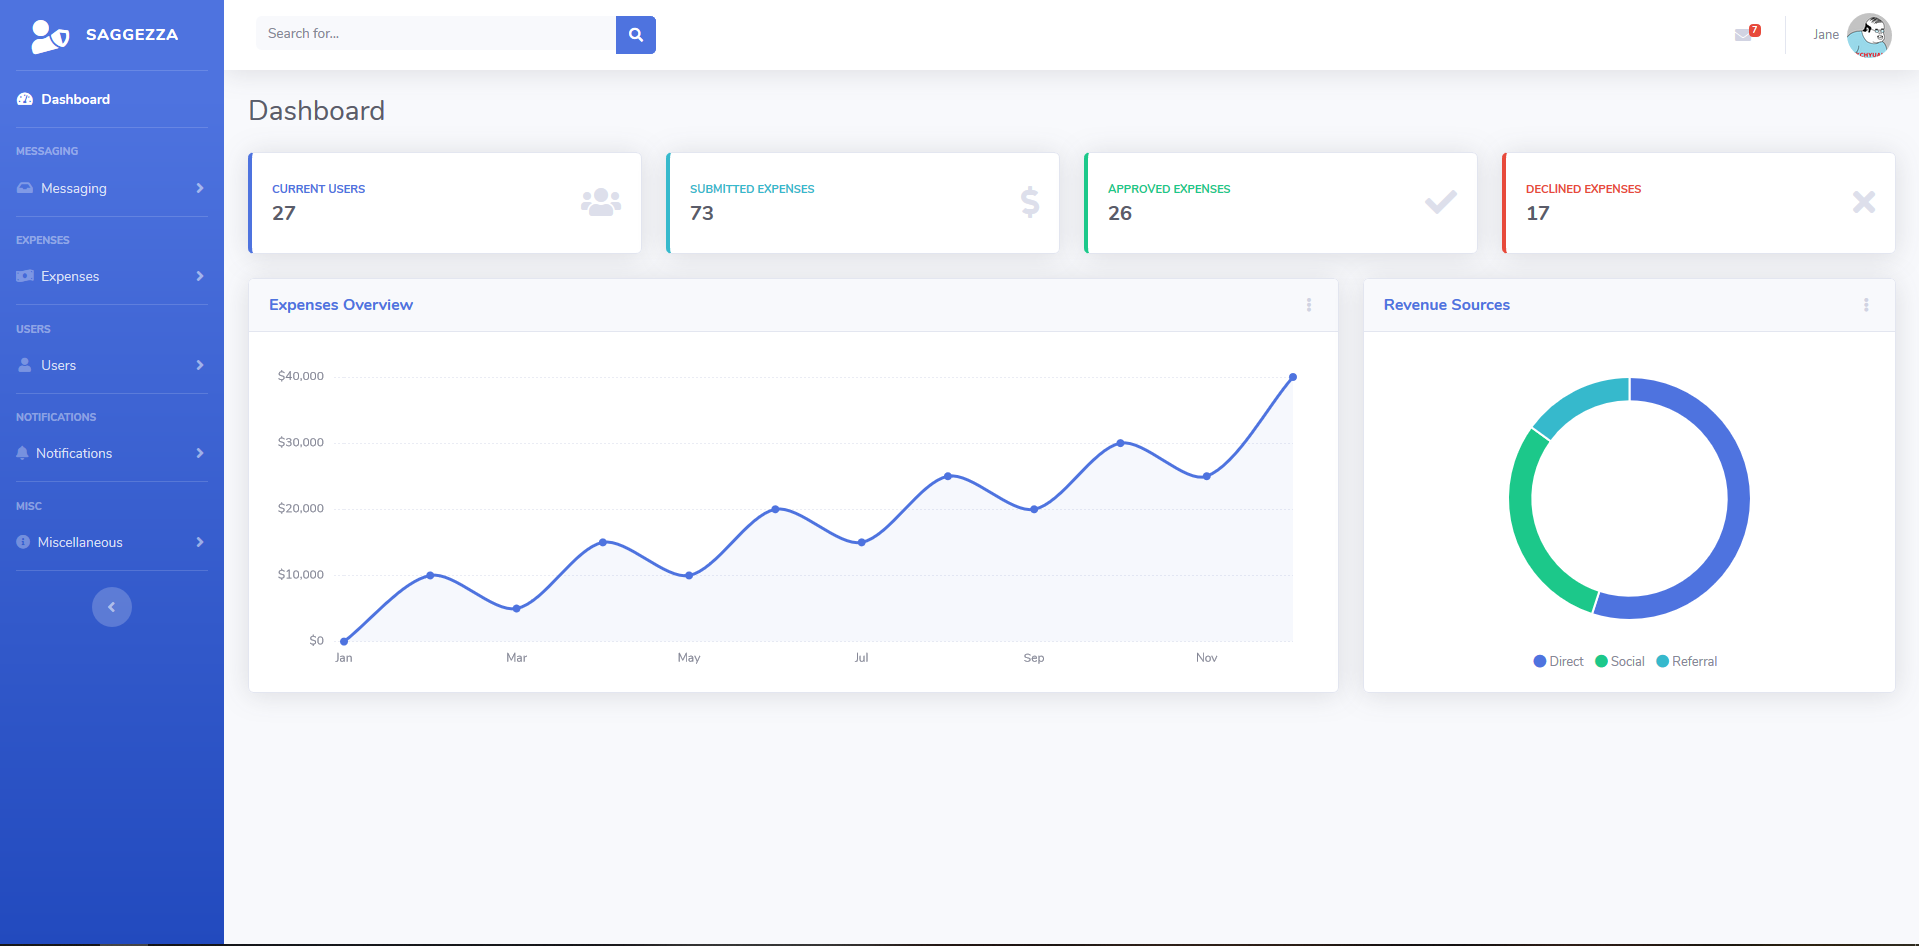 SAGGEZZA
Search for...
7
Jane
Dashboard
MESSAGING
Messaging
EXPENSES
Expenses
USERS
Users
NOTIFICATIONS
Notifications
MISC
Miscellaneous
Dashboard
CURRENT USERS
27
SUBMITTED EXPENSES
73
APPROVED EXPENSES
26
DECLINED EXPENSES
17
Expenses Overview
$40,000
$30,000
$20,000
$10,000
$0
Jan Mar May Jul Sep Nov
Revenue Sources
Direct Social Referral